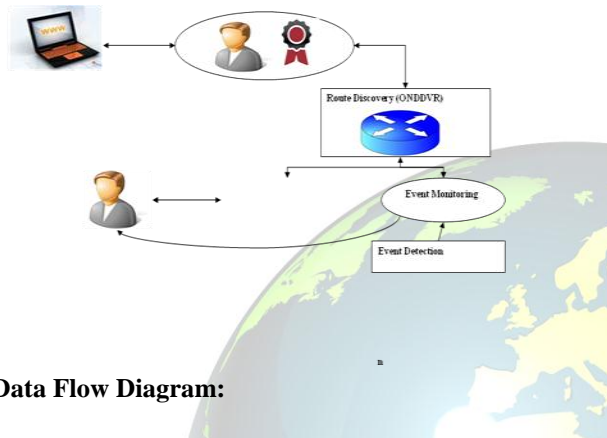 www
Route Discovery (ONDDVR)
Event Monitoring
Event Detection
n
Data Flow Diagram: